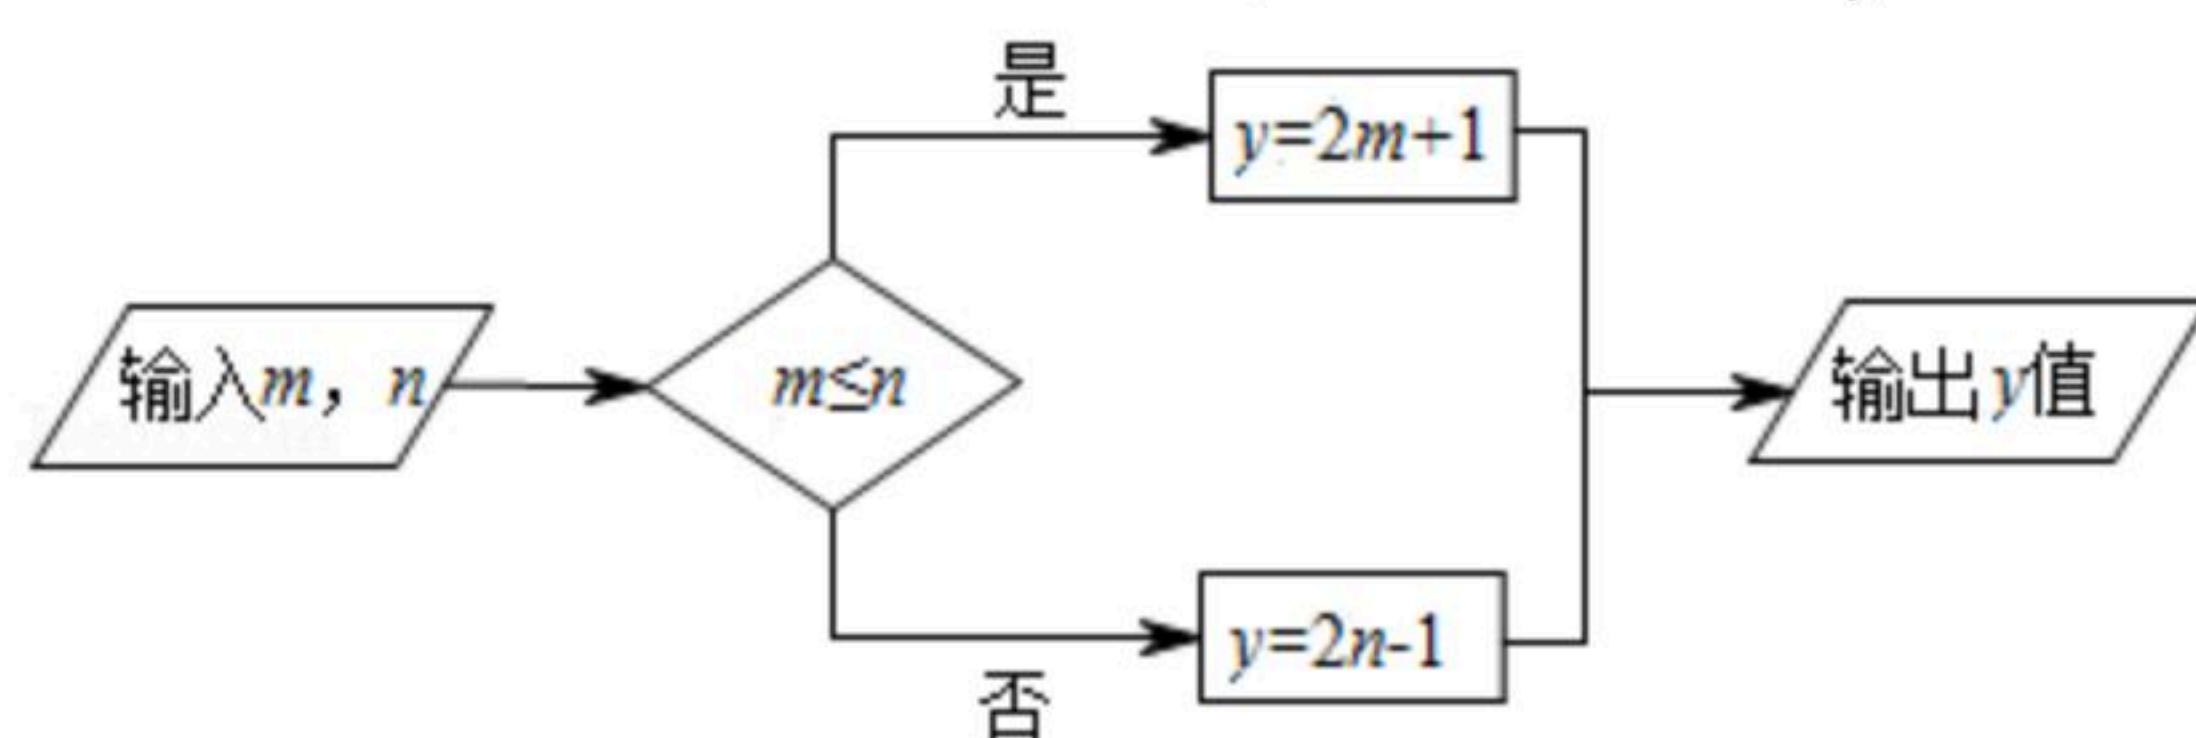 是
y=2m+1
输入m，n
m≤n
输出y值
y=2n-1
否